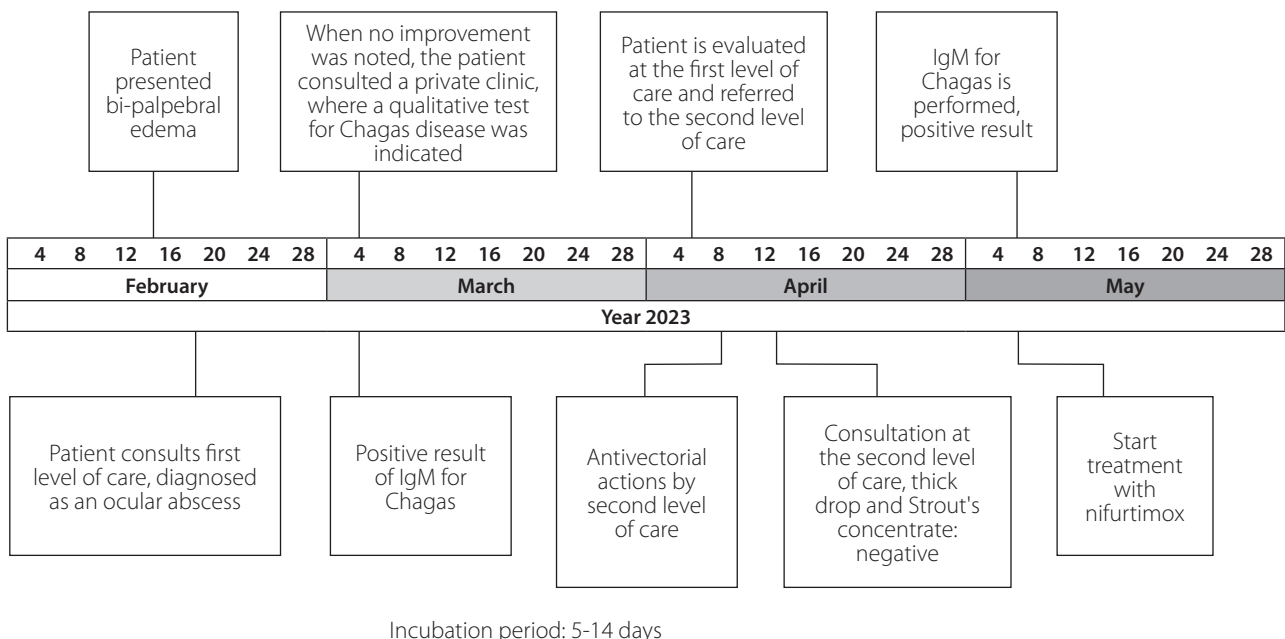 Patient
presented
bi-palpebral
edema
When no improvement
was noted, the patient
consulted a private clinic,
where a qualitative test
for Chagas disease was
indicated
Patient is evaluated
at the first level of
care and referred
to the second level
of care
IgM for
Chagas is
performed,
positive result
4 8 12 16 20 24 28 4 8 12 16 20 24 28 4 8 12 16 20 24 28 4 8 12 16 20 24 28
February March April May
Year 2023
Patient consults first
level of care, diagnosed
as an ocular abscess
Positive result
of IgM for
Chagas
Antivectorial
actions by
second level
of care
Consultation at
the second level
of care, thick
drop and Strout's
concentrate:
negative
Start
treatment
with
nifurtimox
Incubation period: 5-14 days